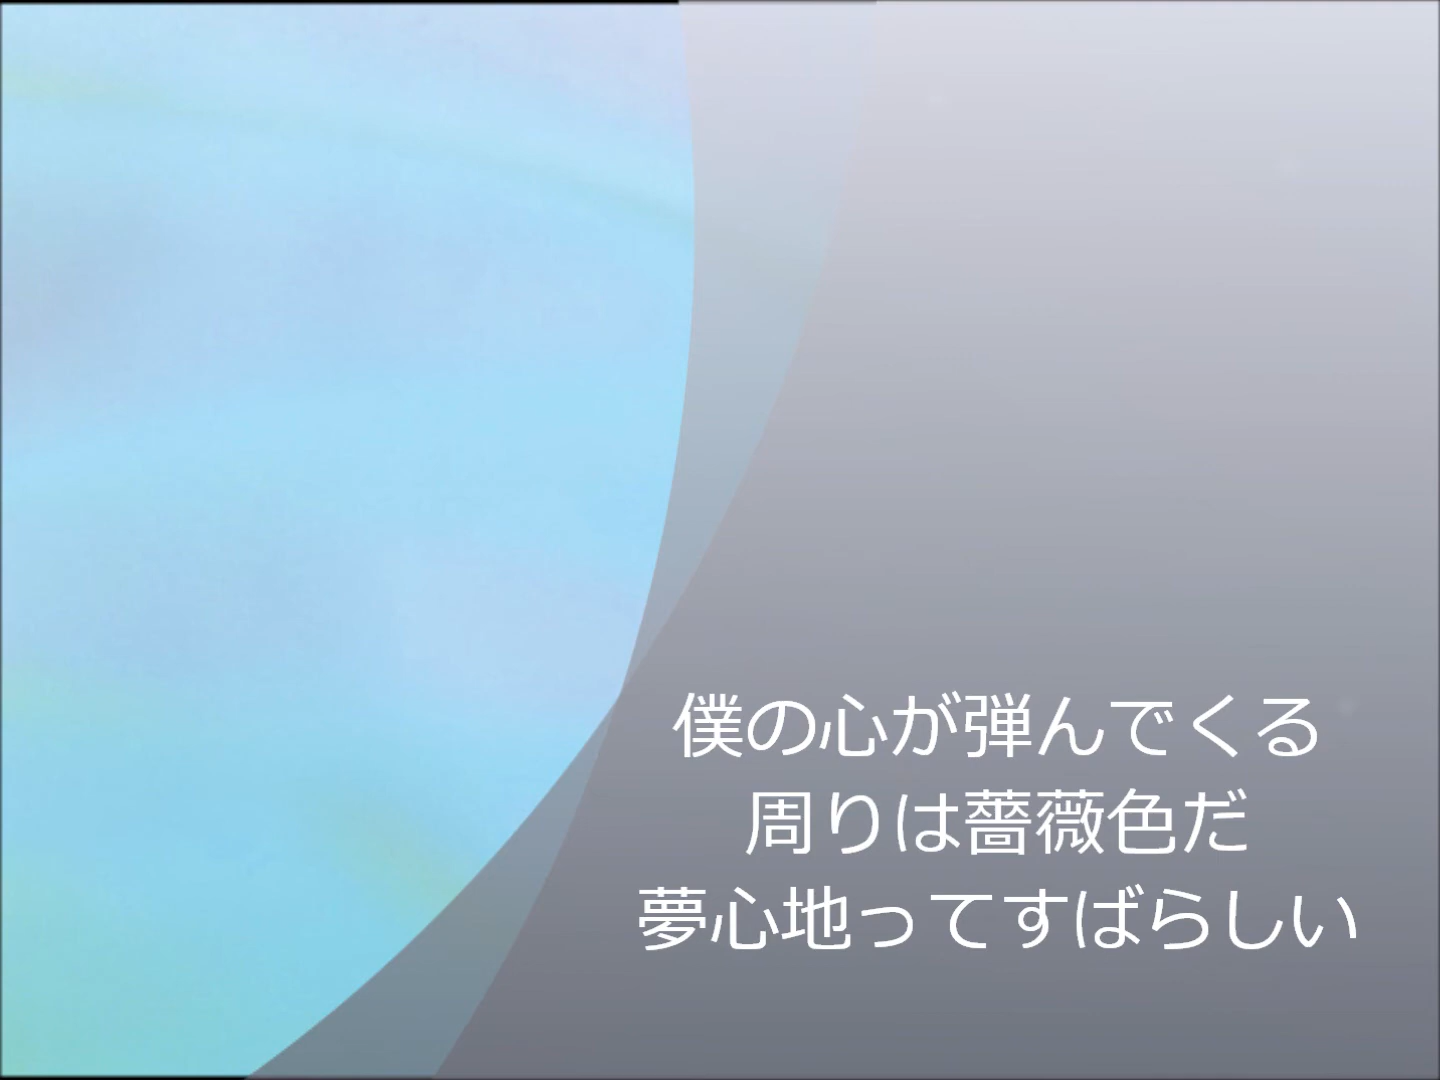 僕の心が弾んでくる
周りは薔薇色だ
夢心地ってすばらしい